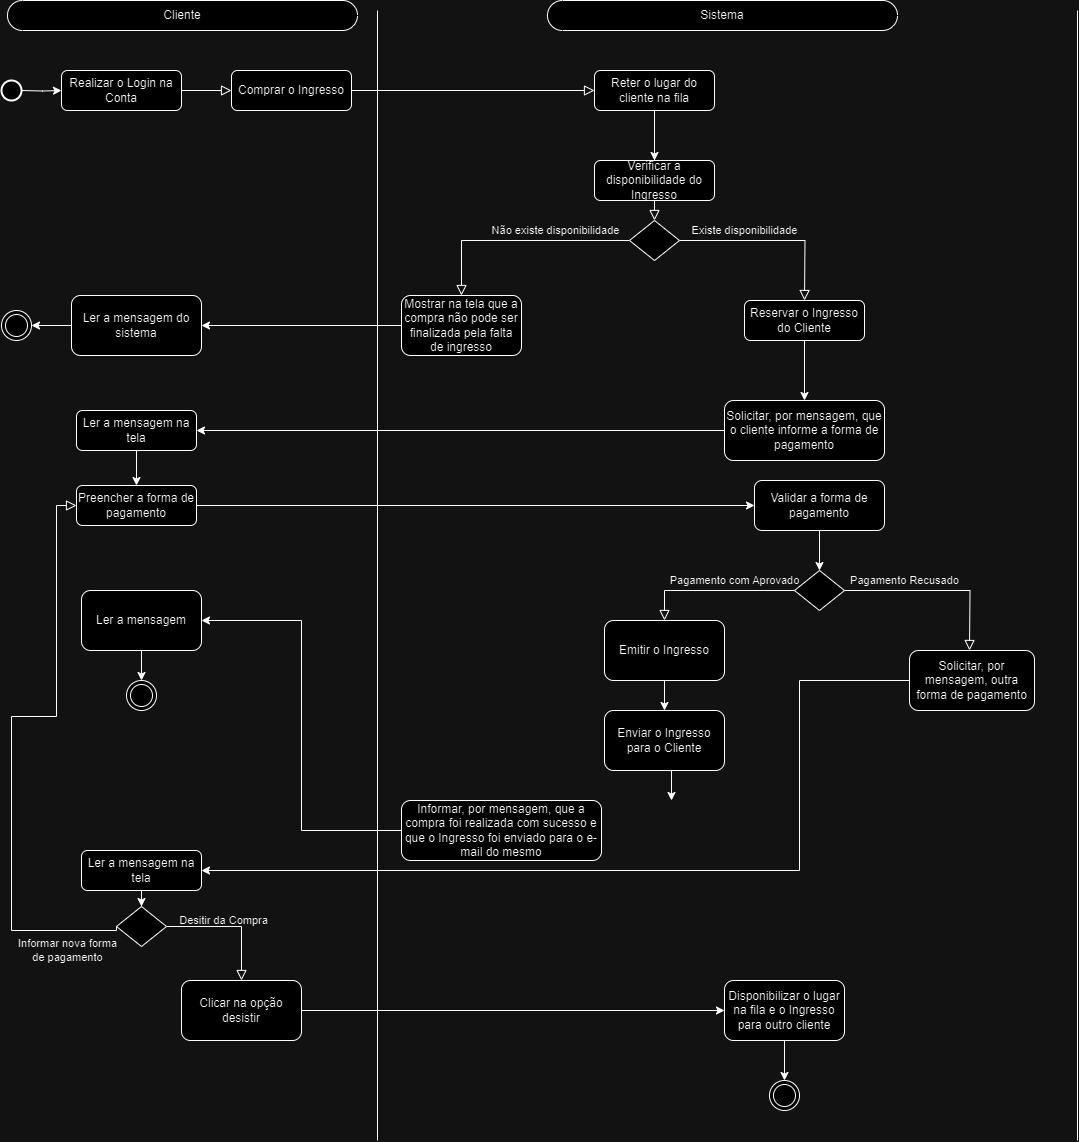 Cliente
Sistema
Realizar o Login na
Conta
Comprar o Ingresso
Reter o lugar do
cliente na fila
Verificar a
disponibilidade do
Ingresso
Não existe disponibilidade
Existe disponibilidade
Ler a mensagem do
sistema
Mostrar na tela que a
compra não pode ser
finalizada pela falta
de ingresso
Reservar o Ingresso
do Cliente
Ler a mensagem na
tela
Solicitar, por mensagem, que
o cliente informe a forma de
pagamento
Preencher a forma de
pagamento
Validar a forma de
pagamento
Pagamento com Aprovado
Pagamento Recusado
Ler a mensagem
Emitir o Ingresso
Solicitar, por
mensagem, outra
forma de pagamento
Enviar o Ingresso
para o Cliente
Informar, por mensagem, que a
compra foi realizada com sucesso e
que o Ingresso foi enviado para o e-
mail do mesmo
Ler a mensagem na
tela
Desitir da Compra
Informar nova forma
de pagamento
Clicar na opção
desistir
Disponibilizar o lugar
na fila e o Ingresso
para outro cliente